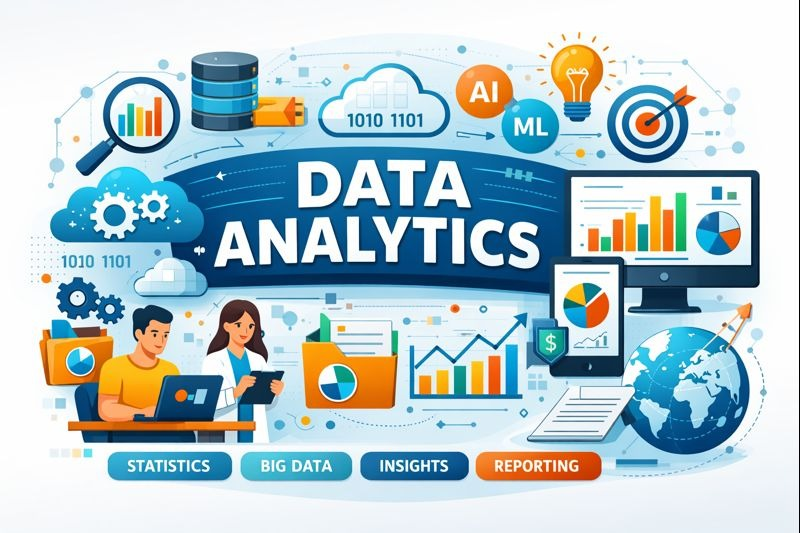 AI
ML
1010 1101
DATA
ANALYTICS
1010 1101
$
STATISTICS
BIG DATA
INSIGHTS
REPORTING